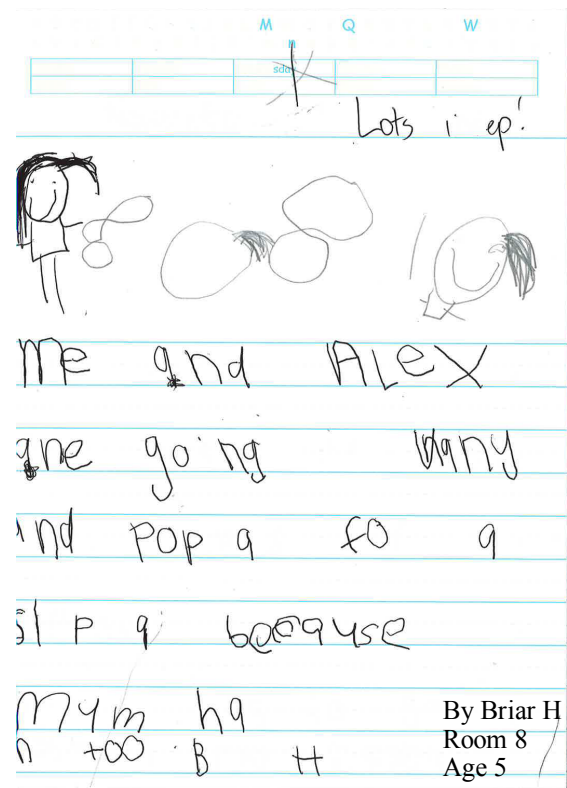 M Q W
Lots i ep!
Me and ALex
are going
and pop a fo a
slp a because
mym ha
too B H
By Briar H
Room 8
Age 5